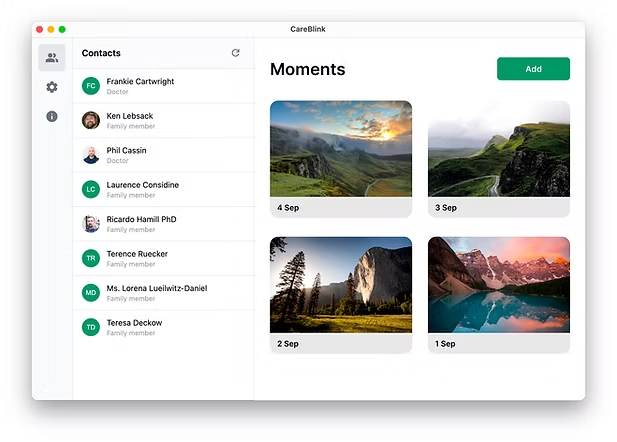 CareBlink
Contacts
FC
Frankie Cartwright
Doctor
Ken Lebsack
Family member
Phil Cassin
Doctor
LC
Laurence Considine
Family member
Ricardo Hamill PhD
Family member
TR
Terence Ruecker
Family member
MD
Ms. Lorena Lueilwitz-Daniel
Family member
TD
Teresa Deckow
Family member
Moments
Add
4 Sep
3 Sep
2 Sep
1 Sep